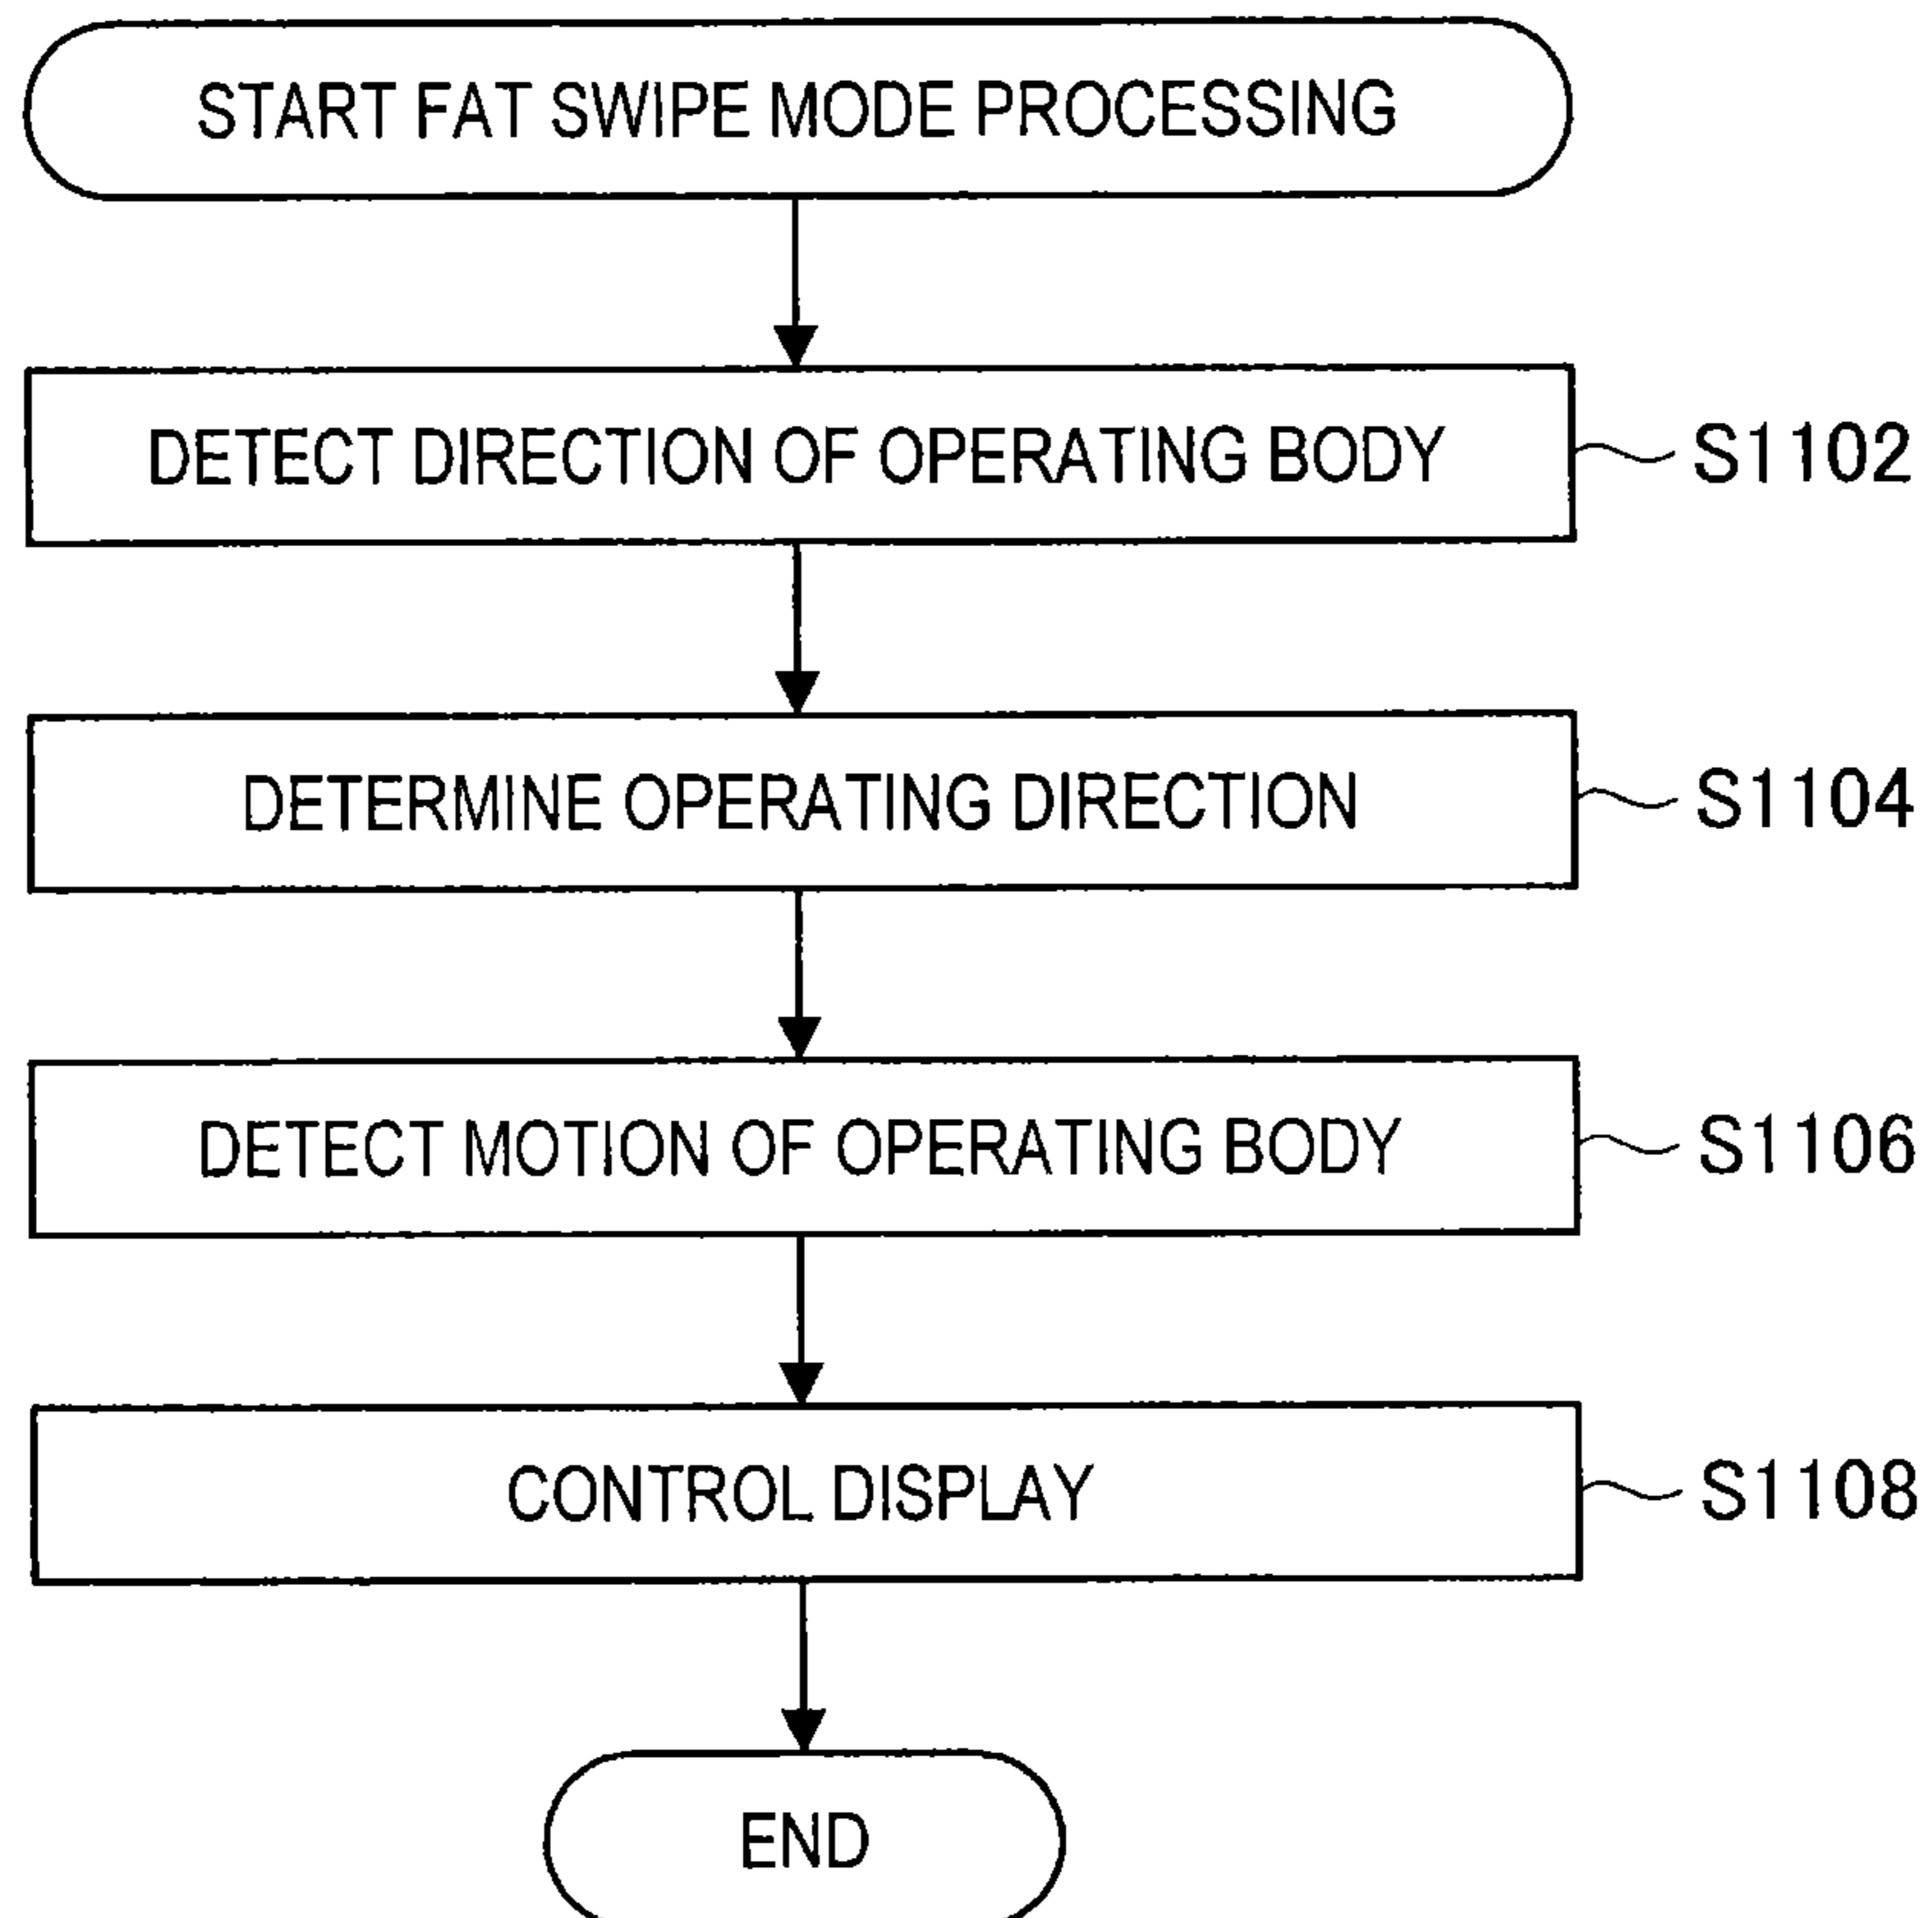 START FAT SWIPE MODE PROCESSING
DETECT DIRECTION OF OPERATING BODY
S1102
DETERMINE OPERATING DIRECTION
S1104
DETECT MOTION OF OPERATING BODY
S1106
CONTROL DISPLAY
S1108
END